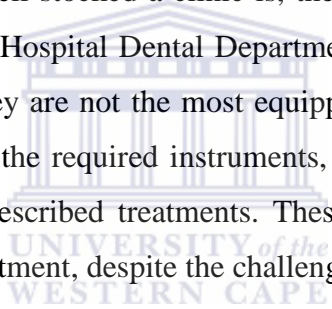 Hospital Dental Departme
ey are not the most equipp
the required instruments,
escribed treatments. Thes
UNIVERSITY of the
tment, despite the challeng
WESTERN CAPE